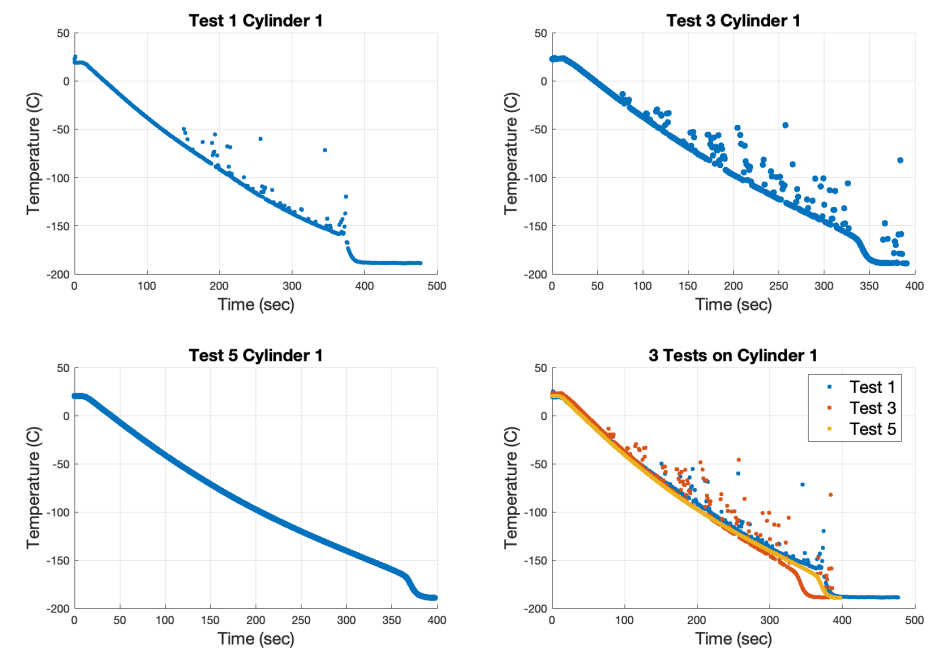 Test 1 Cylinder 1
50
0
-50
-100
-150
-200
0 100 200 300 400 500
Temperature (C)
Time (sec)
Test 3 Cylinder 1
50
0
-50
-100
-150
-200
0 50 100 150 200 250 300 350 400
Temperature (C)
Time (sec)
Test 5 Cylinder 1
50
0
-50
-100
-150
-200
0 50 100 150 200 250 300 350 400
Temperature (C)
Time (sec)
3 Tests on Cylinder 1
Test 1
Test 3
Test 5
50
0
-50
-100
-150
-200
0 100 200 300 400 500
Temperature (C)
Time (sec)